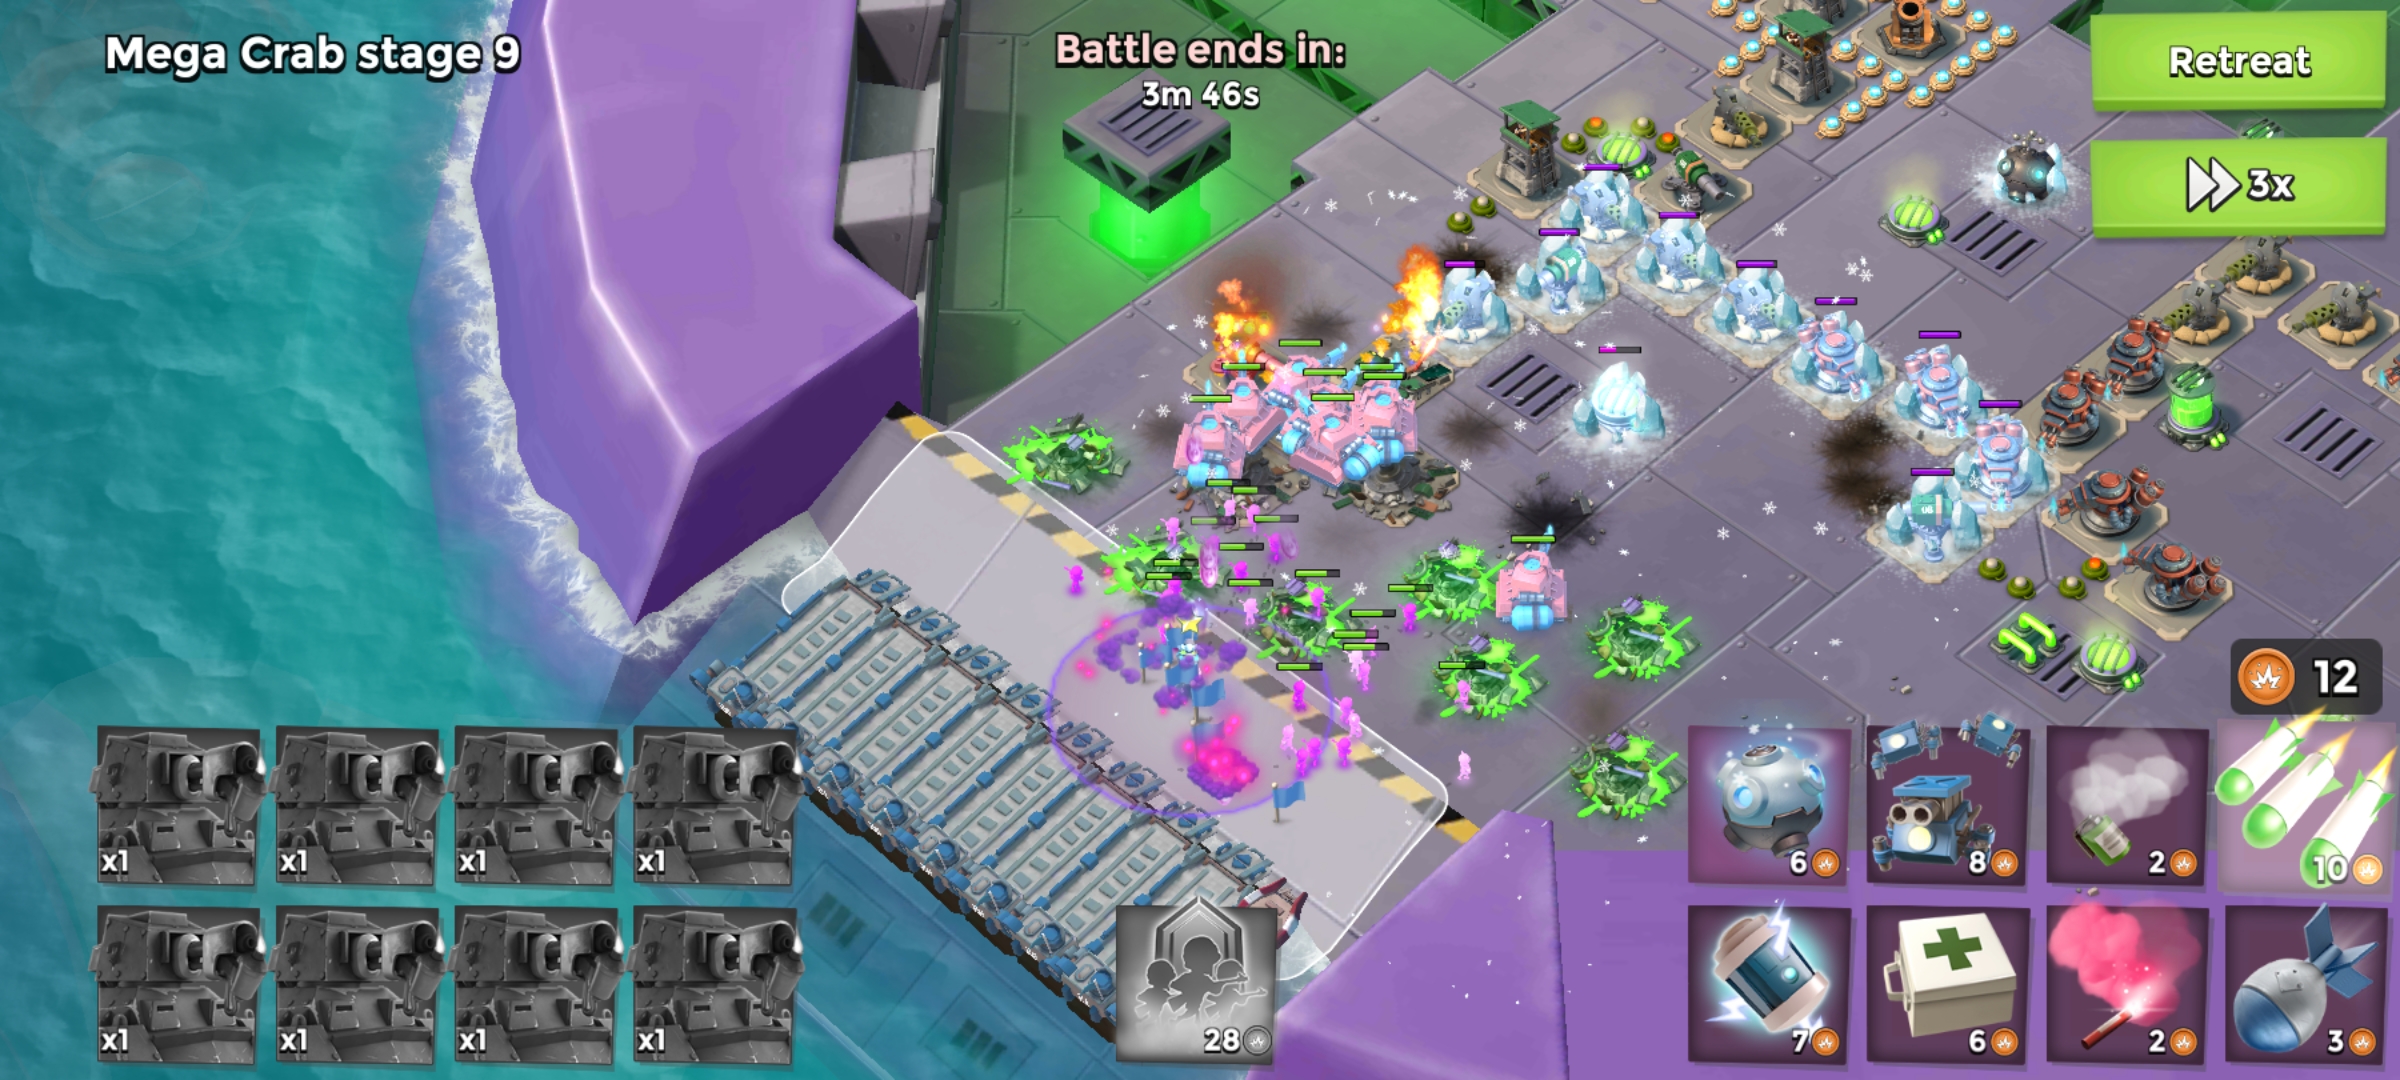 Mega Crab stage 9
Battle ends in:
3m 46s
Retreat
3x
12
x1
x1
x1
x1
6
8
2
10
x1
x1
x1
x1
28
7
6
2
3